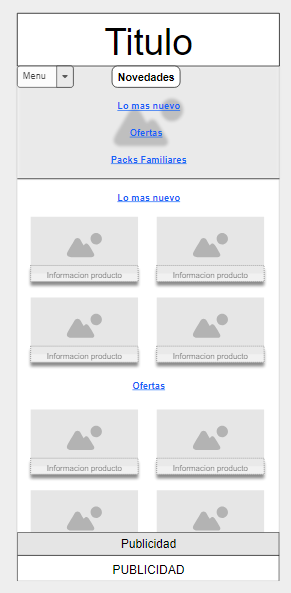 Titulo
Menu
Novedades
Lo mas nuevo
Ofertas
Packs Familiares
Lo mas nuevo
Informacion producto
Informacion producto
Informacion producto
Informacion producto
Ofertas
Informacion producto
Informacion producto
Publicidad
PUBLICIDAD